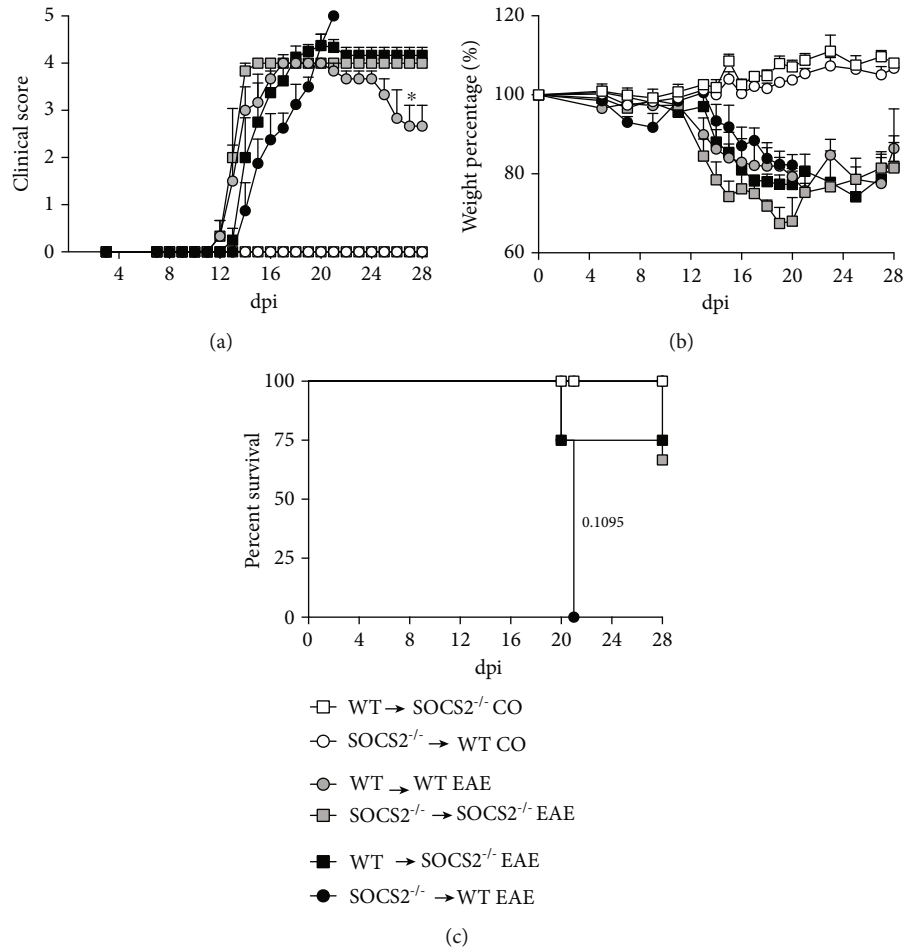 5
4
3
2
1
0
Clinical score
*
4 8 12 16 20 24 28
dpi
(a)
120
100
80
60
Weight percentage (%)
0 4 8 12 16 20 24 28
dpi
(b)
100
75
50
25
0
Percent survival
0.1095
0 4 8 12 16 20 24 28
dpi
WT → SOCS2-/- CO
SOCS2-/- → WT CO
WT → WT EAE
SOCS2-/- → SOCS2-/- EAE
WT → SOCS2-/- EAE
SOCS2-/- → WT EAE
(c)